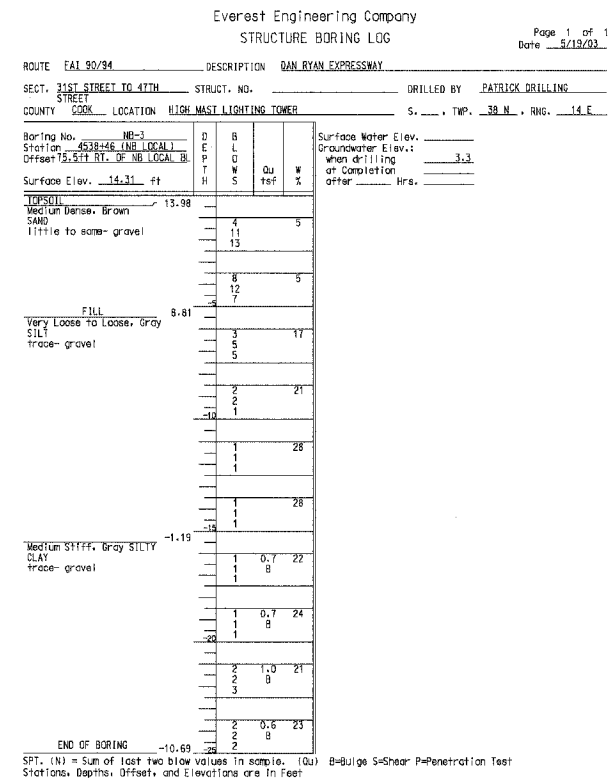 Everest Engineering Company
STRUCTURE BORING LOG
Page 1 of 1
Date 5/19/03
ROUTE FAI 90/94 DESCRIPTION DAN RYAN EXPRESSWAY
SECT. 31ST STREET TO 47TH STREET STRUCT. NO. DRILLED BY PATRICK DRILLING
COUNTY COOK LOCATION HIGH MAST LIGHTING TOWER S. , TWP. 38 N , RNG. 14 E
Boring No. NB-3
Station 4538+46 (NB LOCAL)
Offset 75.5ft RT. OF NB LOCAL BL
Surface Elev. 14.31 ft
DEPTH BLOWS Qu tsf W %
Surface Water Elev.
Groundwater Elev.:
when drilling 3.3
at Completion
after Hrs.
TOPSOIL 13.98
Medium Dense, Brown
SAND 4 5
little to some- gravel 11
13
8 5
12
-5 7
FILL 8.81
Very Loose to Loose, Gray
SILT 3 17
trace- gravel 5
5
2 21
2
-10 1
1 26
1
1
1 26
1
-15 1
-1.19
Medium Stiff, Gray SILTY
CLAY 1 0.7 22
trace- gravel 1 B
1
1 0.7 24
1 B
-20 1
2 1.0 21
2 B
3
2 0.6 23
2 B
END OF BORING -10.69 -25 2
SPT. (N) = Sum of last two blow values in sample. (Qu) B=Bulge S=Shear P=Penetration Test
Stations, Depths, Offset, and Elevations are in Feet